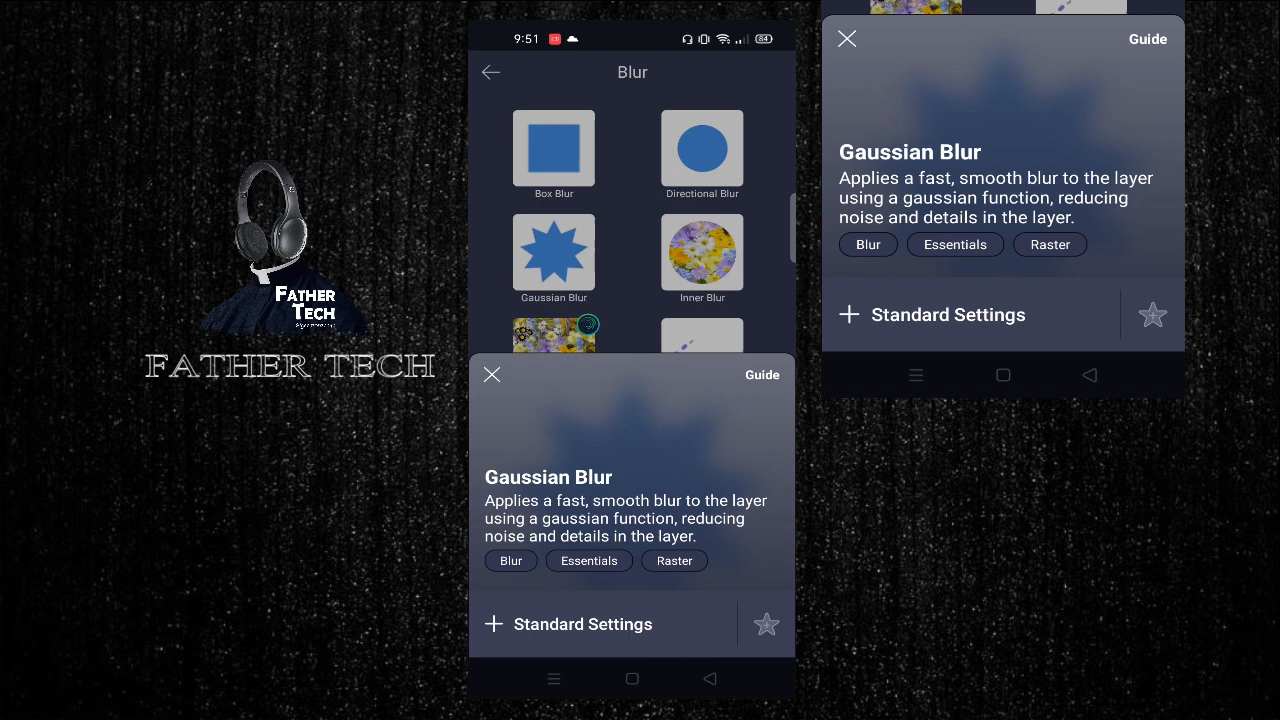 FATHER
TECH
FATHER TECH
9:51
84
Blur
Box Blur
Directional Blur
Gaussian Blur
Inner Blur
Guide
Gaussian Blur
Applies a fast, smooth blur to the layer
using a gaussian function, reducing
noise and details in the layer.
Blur
Essentials
Raster
Standard Settings
Guide
Gaussian Blur
Applies a fast, smooth blur to the layer
using a gaussian function, reducing
noise and details in the layer.
Blur
Essentials
Raster
Standard Settings